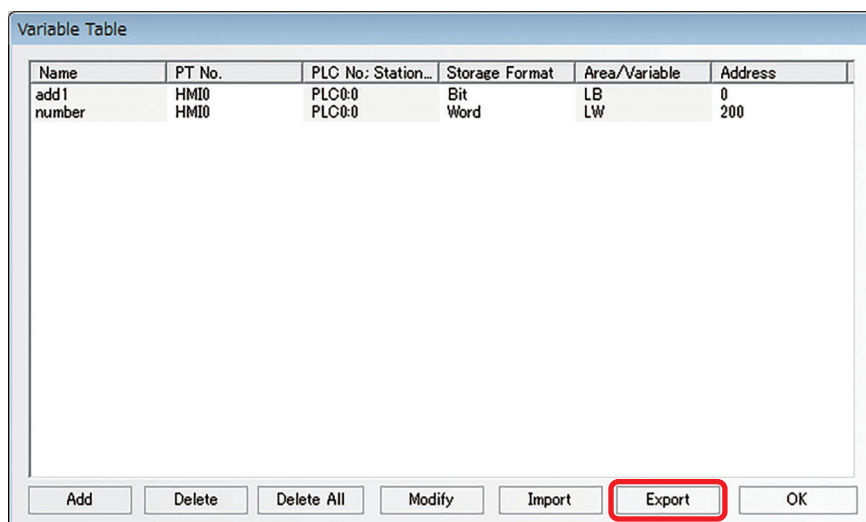 Variable Table
Name PT No. PLC No; Station... Storage Format Area/Variable Address
add1 HMI0 PLC0:0 Bit LB 0
number HMI0 PLC0:0 Word LW 200
Add Delete Delete All Modify Import Export OK